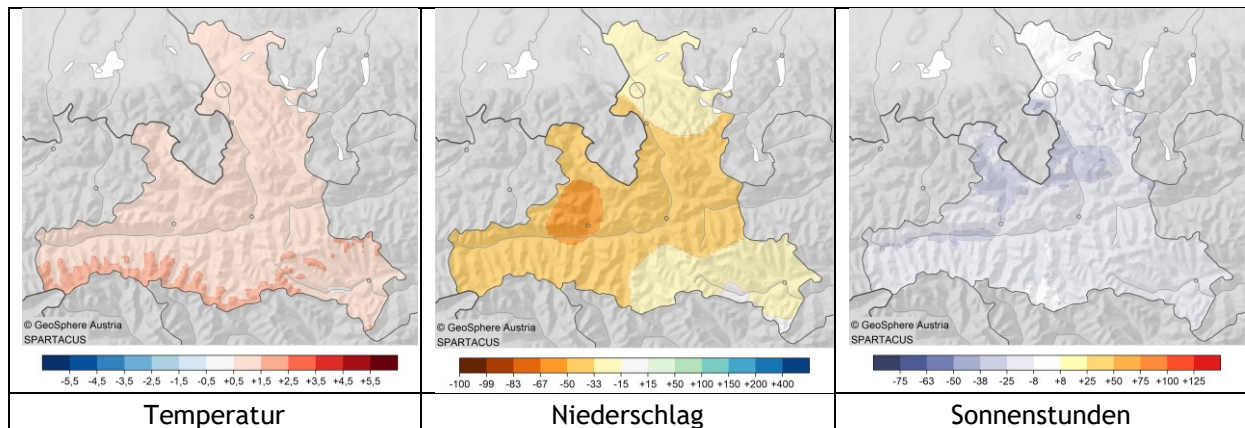 © GeoSphere Austria
SPARTACUS
-5,5 -4,5 -3,5 -2,5 -1,5 -0,5 +0,5 +1,5 +2,5 +3,5 +4,5 +5,5
Temperatur
© GeoSphere Austria
SPARTACUS
-100 -99 -83 -67 -50 -33 -15 +15 +50 +100 +150 +200 +400
Niederschlag
© GeoSphere Austria
SPARTACUS
-75 -63 -50 -38 -25 -8 +8 +25 +50 +75 +100 +125
Sonnenstunden